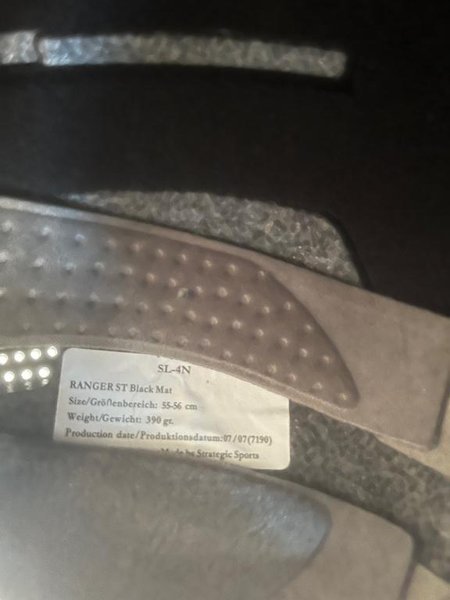 SL-4N
RANGER ST Black Mat
Size/Größenbereich: 55-56 cm
Weight/Gewicht: 390 gr.
Production date/Produktionsdatum:07/07(7190)
Made by Strategic Sports